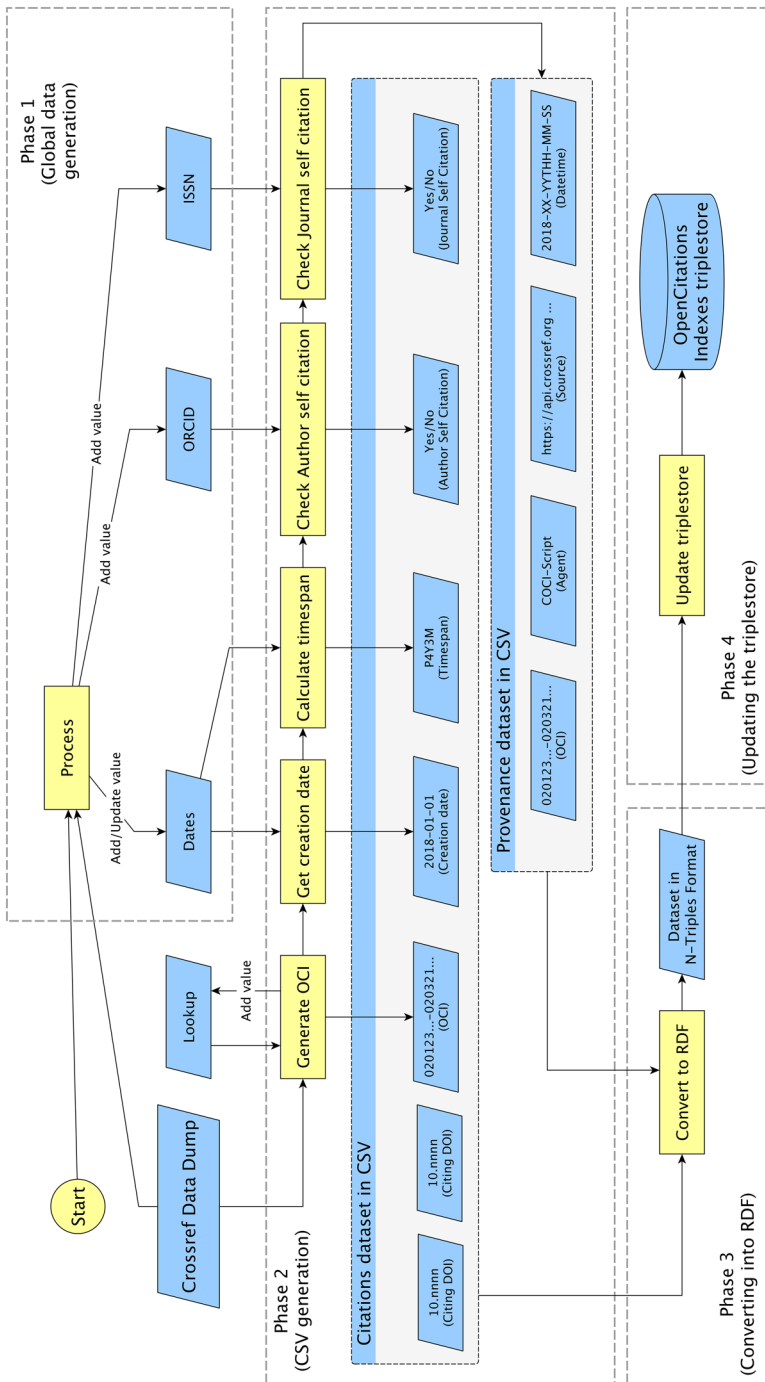 Start
Process
Phase 1
(Global data
generation)
Add/Update value
Add value
Add value
Crossref Data Dump
Lookup
Dates
ORCID
ISSN
Add value
Phase 2
(CSV generation)
Generate OCI
Get creation date
Calculate timespan
Check Author self citation
Check Journal self citation
Citations dataset in CSV
10.nnnn
(Citing DOI)
10.nnnn
(Citing DOI)
020123...-020321...
(OCI)
2018-01-01
(Creation date)
P4Y3M
(Timespan)
Yes/No
(Author Self Citation)
Yes/No
(Journal Self Citation)
Provenance dataset in CSV
020123...-020321...
(OCI)
COCI-Script
(Agent)
https://api.crossref.org ...
(Source)
2018-XX-YYTHH-MM-SS
(Datetime)
Convert to RDF
Dataset in
N-Triples Format
Update triplestore
OpenCitations
Indexes triplestore
Phase 3
(Converting into RDF)
Phase 4
(Updating the triplestore)